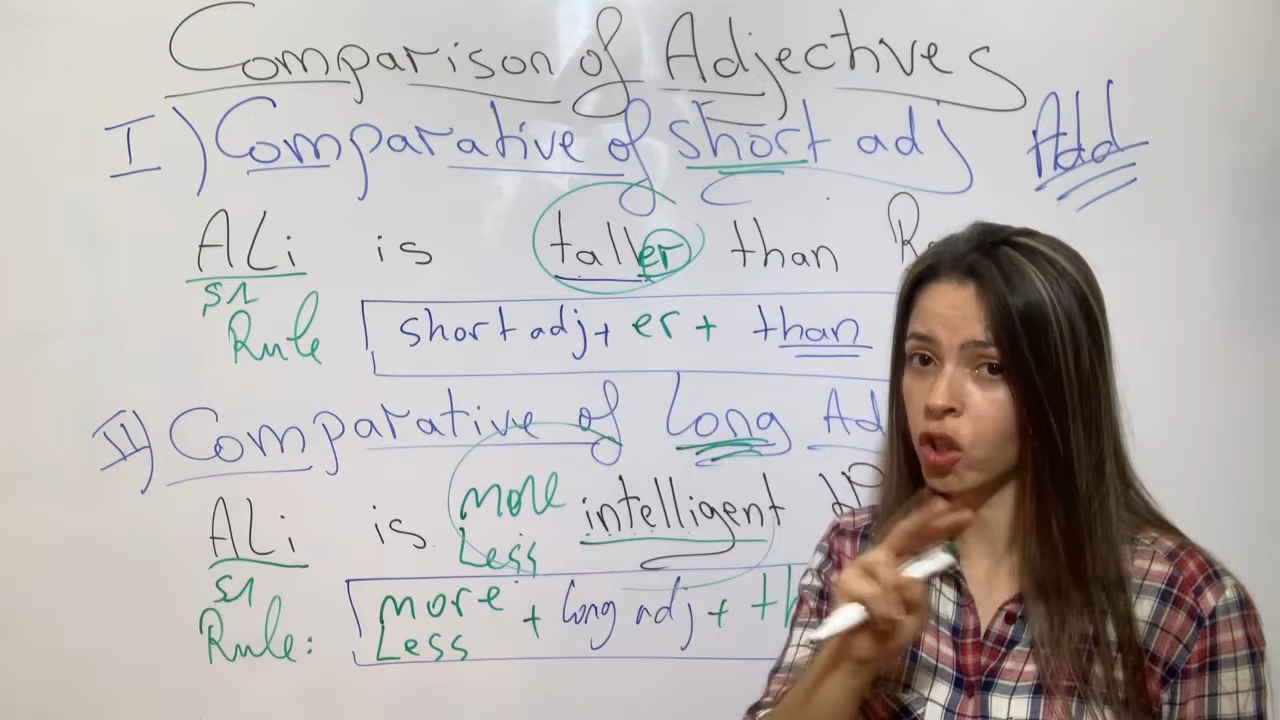 Comparison of Adjectives
I) Comparative of short adj Add
ALi is taller than
S1
Rule short adj + er + than
II) Comparative of Long Ad
ALi is more intelligent
Less
S1
Rule: more + long adj + th
Less